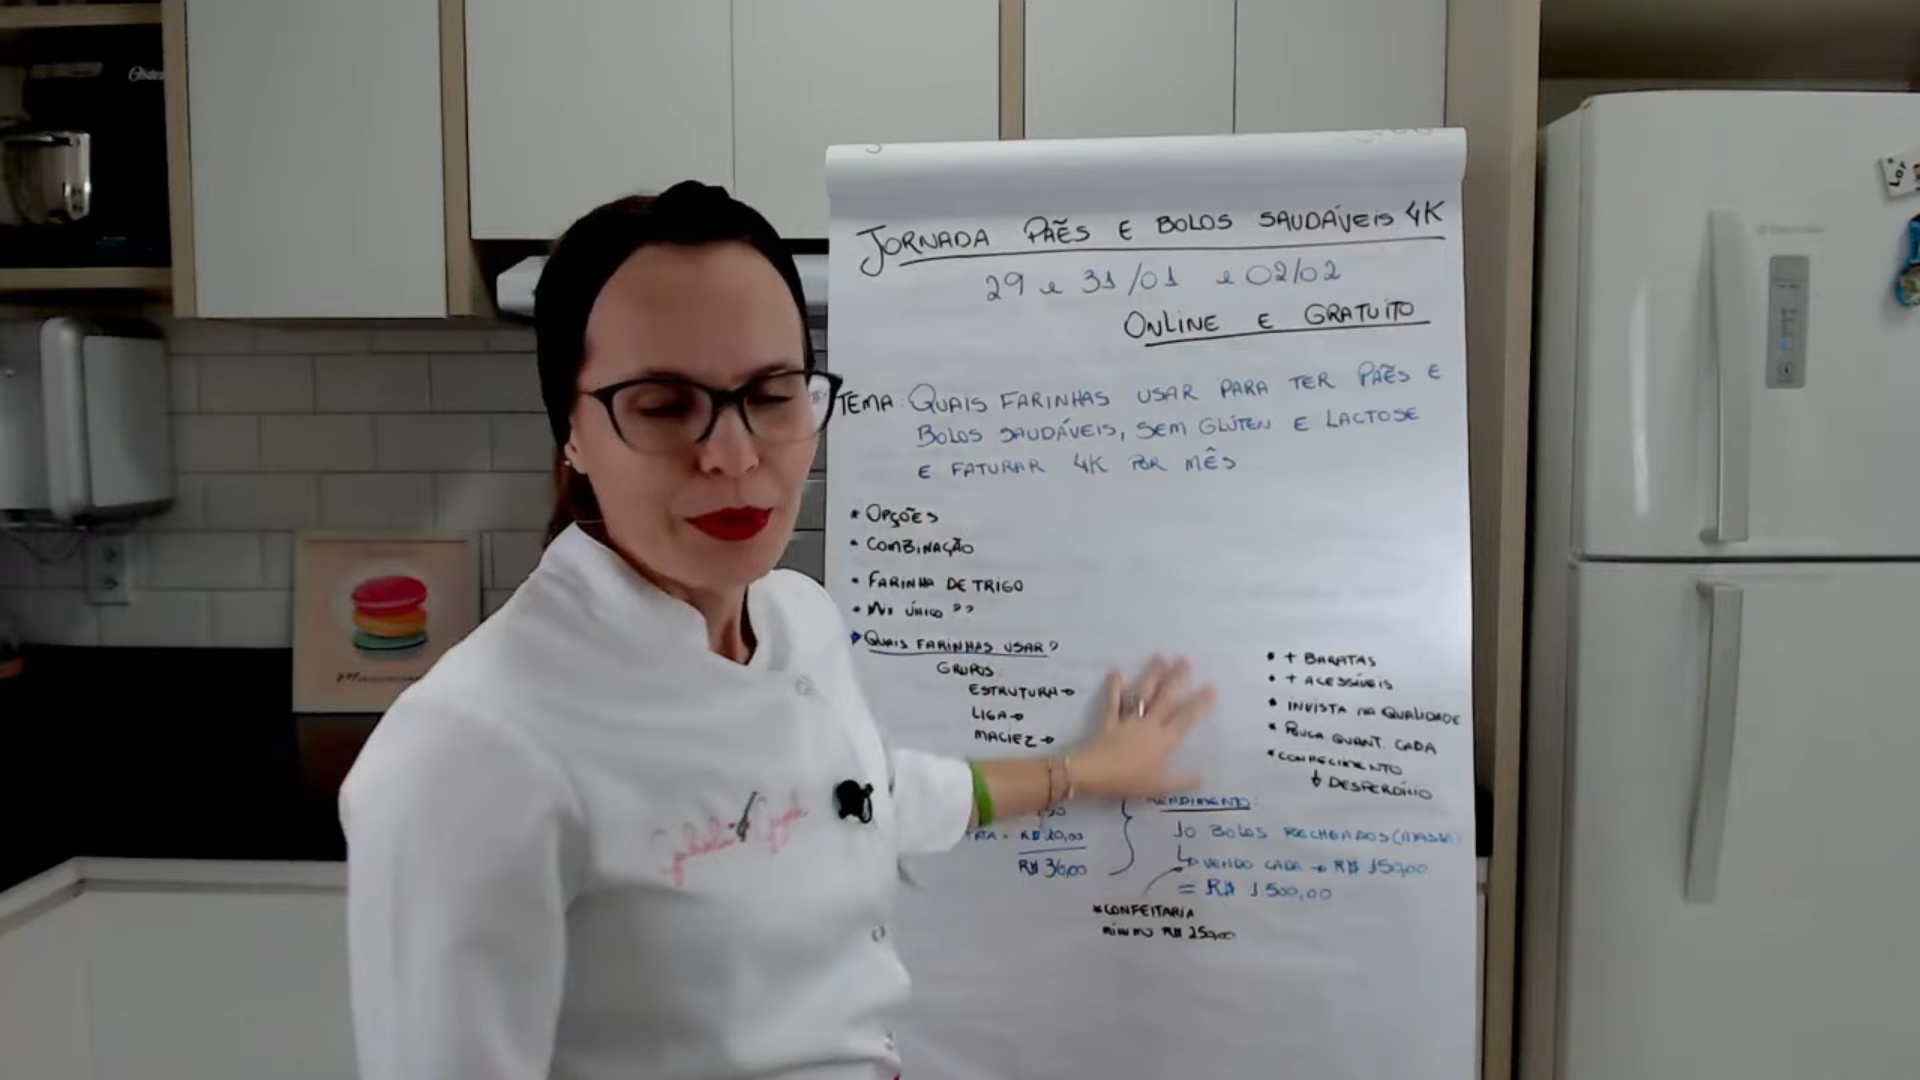 JORNADA PÃES E BOLOS SAUDÁVEIS 4K
29 e 31/01 e 02/02
ONLINE E GRATUITO
TEMA: QUAIS FARINHAS USAR PARA TER PÃES E
BOLOS SAUDÁVEIS, SEM GLÚTEN E LACTOSE
E FATURAR 4K POR MÊS
* OPÇÕES
* COMBINAÇÃO
* FARINHA DE TRIGO
* MIX ÚNICO ??
QUAIS FARINHAS USAR?
GRUPOS
ESTRUTURA →
LIGA →
MACIEZ →
* + BARATAS
* + ACESSÍVEIS
* INVISTA NA QUALIDADE
* POUCA QUANT. CADA
* CONHECIMENTO
↓ DESPERDÍCIO
R$ 20,00
R$ 36,00
RENDIMENTO
10 BOLOS RECHEADOS (MASSA)
↳ VENDO CADA → R$ 150,00
= R$ 1.500,00
* CONFEITARIA
MÍNIMO R$ 250,00
Oster